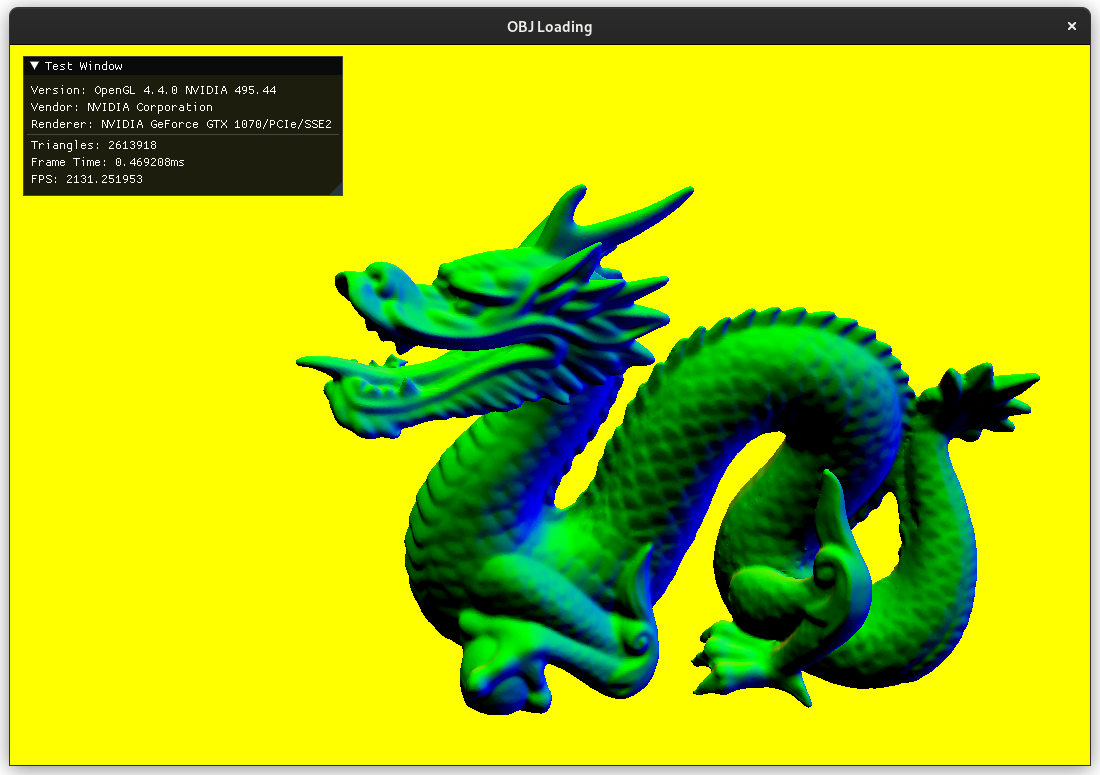 OBJ Loading
Test Window
Version: OpenGL 4.4.0 NVIDIA 495.44
Vendor: NVIDIA Corporation
Renderer: NVIDIA GeForce GTX 1070/PCIe/SSE2
Triangles: 2613918
Frame Time: 0.469208ms
FPS: 2131.251953